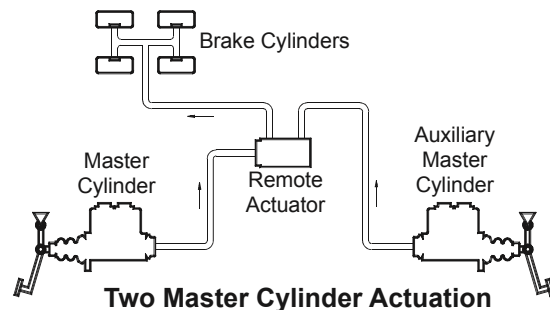 Brake Cylinders
Master
Cylinder
Remote
Actuator
Auxiliary
Master
Cylinder
Two Master Cylinder Actuation